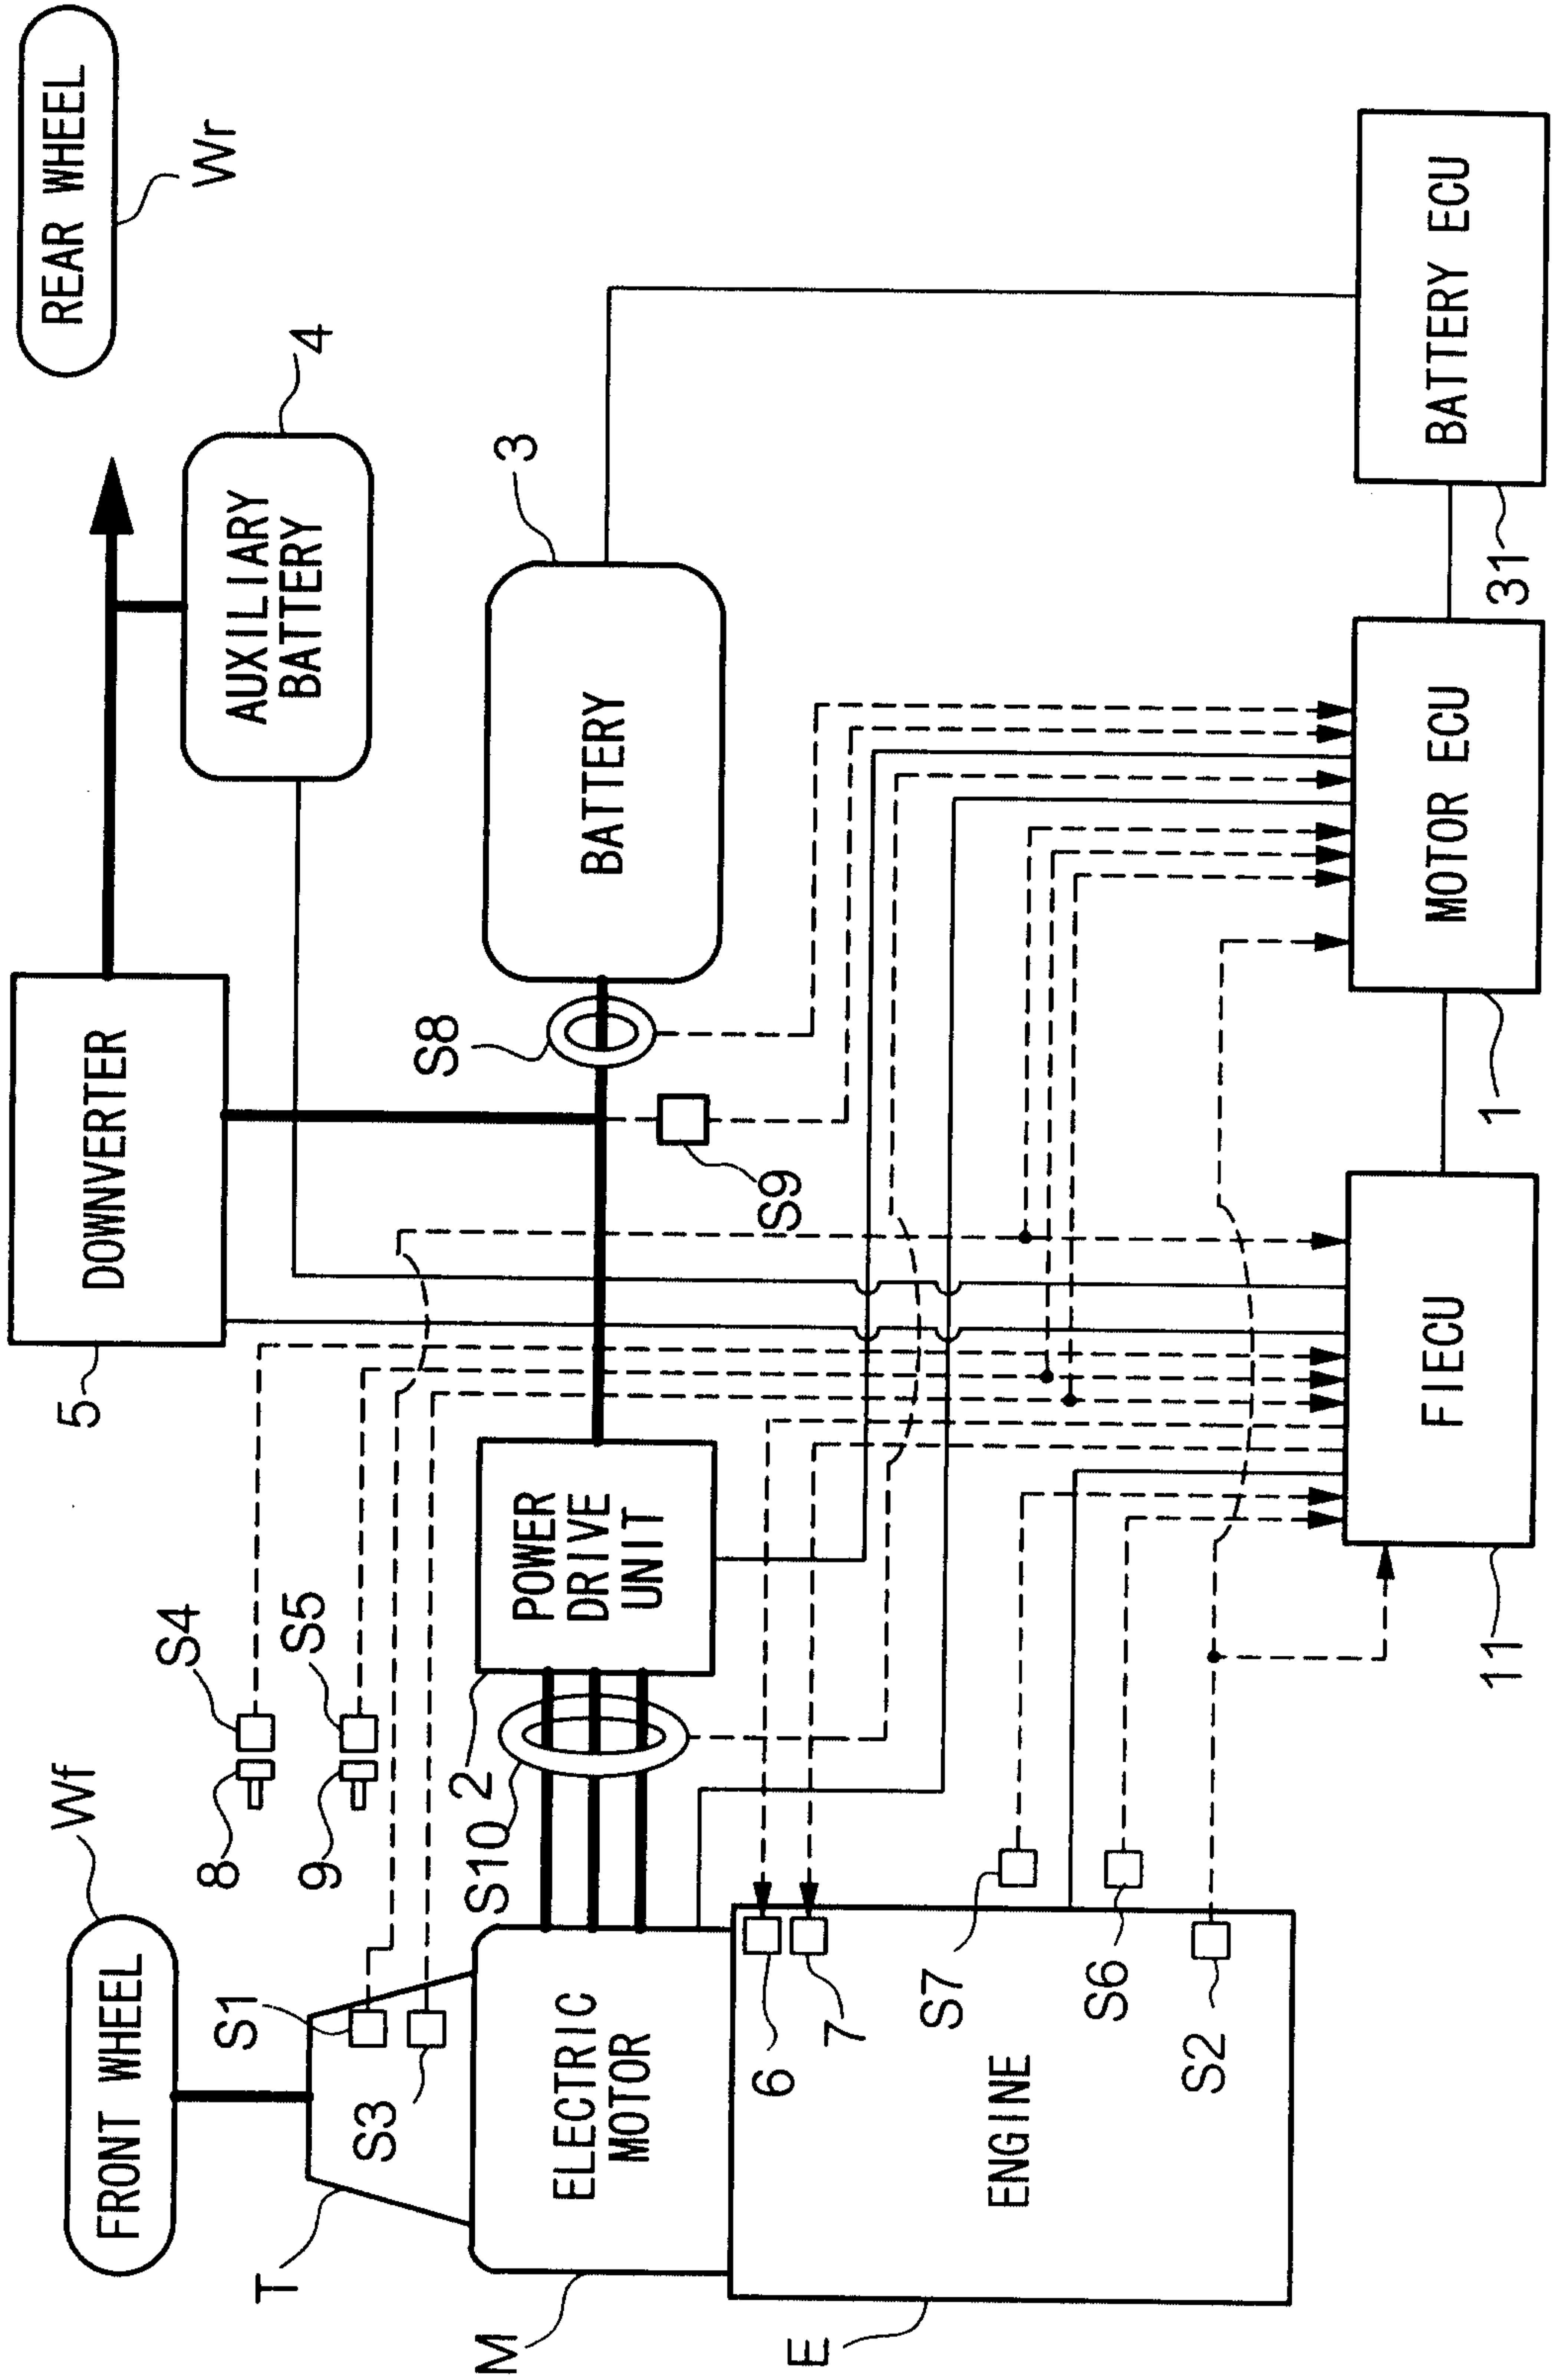 FRONT WHEEL
Wf
REAR WHEEL
Wr
5
DOWNVERTER
4
AUXILIARY
BATTERY
8
S4
9
S5
T
S1
S3
M
ELECTRIC
MOTOR
S10
2
POWER
DRIVE
UNIT
S8
S9
3
BATTERY
6
7
E
ENGINE
S7
S6
S2
11
FIECU
1
MOTOR ECU
31
BATTERY ECU